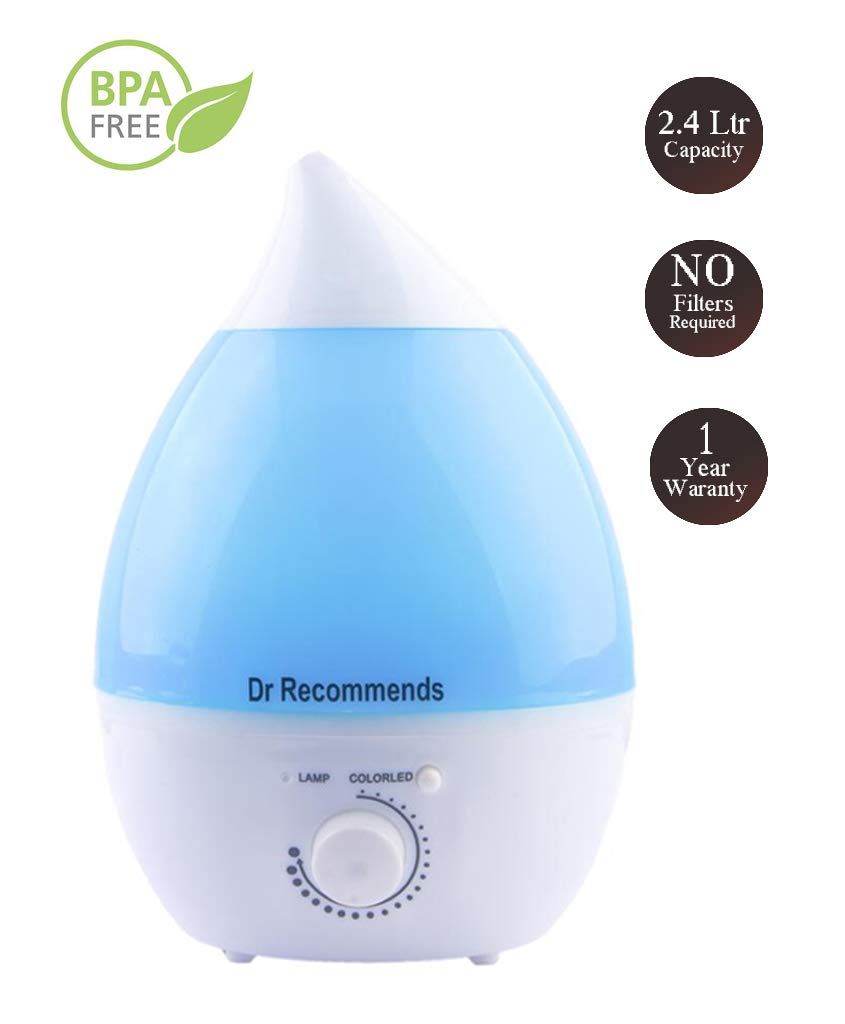 BPA
FREE
2.4 Ltr
Capacity
NO
Filters
Required
1
Year
Waranty
Dr Recommends
LAMP COLORLED